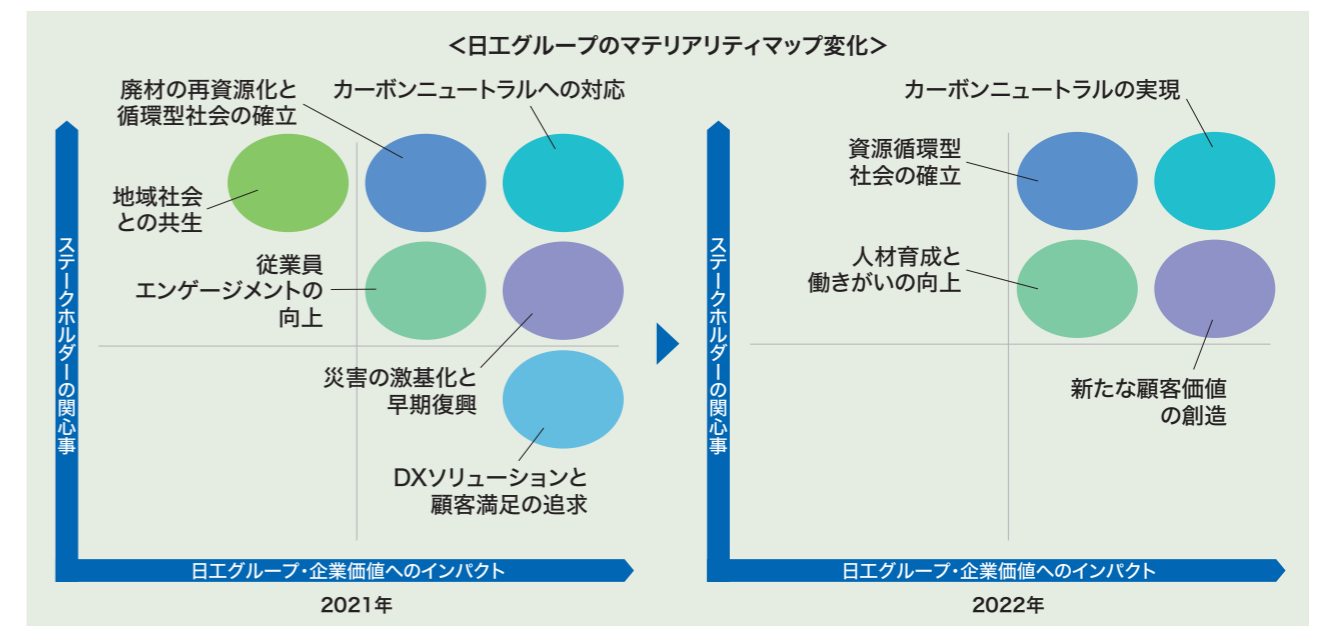 <日工グループのマテリアリティマップ変化>
廃材の再資源化と
循環型社会の確立
カーボンニュートラルへの対応
地域社会
との共生
従業員
エンゲージメントの
向上
災害の激基化と
早期復興
DXソリューションと
顧客満足の追求
ステークホルダーの関心事
日工グループ・企業価値へのインパクト
2021年
カーボンニュートラルの実現
資源循環型
社会の確立
人材育成と
働きがいの向上
新たな顧客価値
の創造
ステークホルダーの関心事
日工グループ・企業価値へのインパクト
2022年